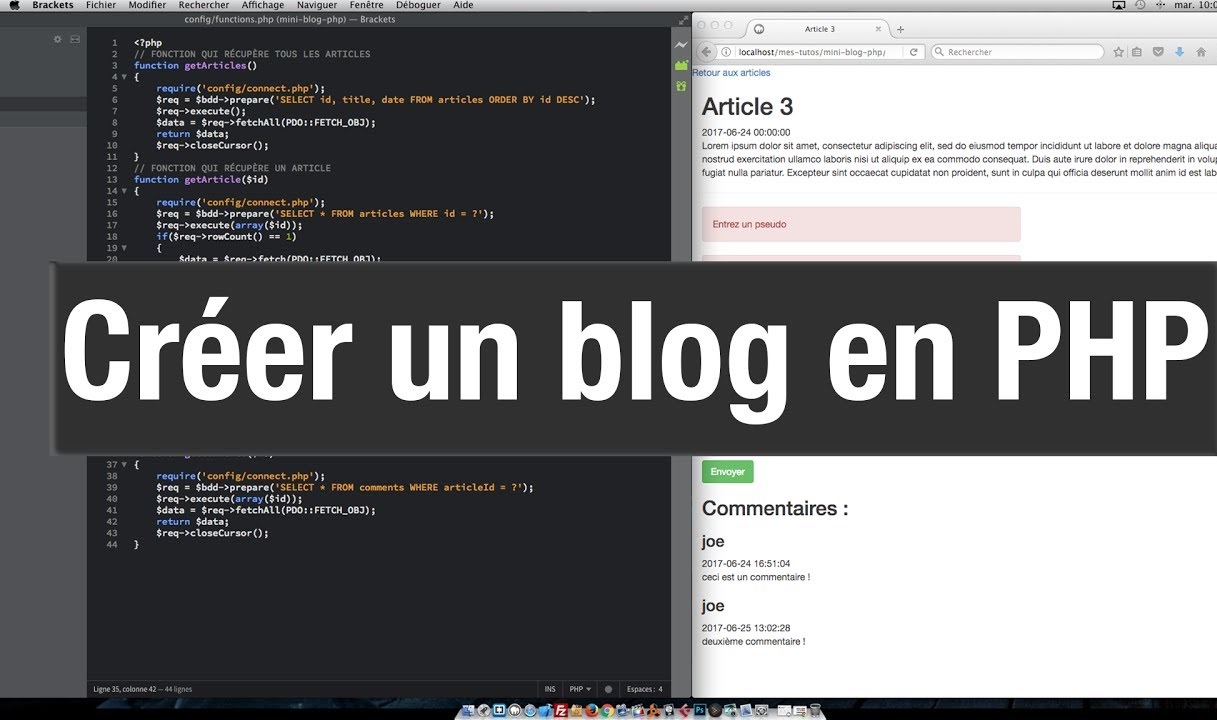 Brackets Fichier Modifier Rechercher Affichage Naviguer Fenêtre Déboguer Aide mar. 10:0
config/functions.php (mini-blog-php) — Brackets
1 <?php
2 // FONCTION QUI RÉCUPÈRE TOUS LES ARTICLES
3 function getArticles()
4 {
5 require('config/connect.php');
6 $req = $bdd->prepare('SELECT id, title, date FROM articles ORDER BY id DESC');
7 $req->execute();
8 $data = $req->fetchAll(PDO::FETCH_OBJ);
9 return $data;
10 $req->closeCursor();
11 }
12 // FONCTION QUI RÉCUPÈRE UN ARTICLE
13 function getArticle($id)
14 {
15 require('config/connect.php');
16 $req = $bdd->prepare('SELECT * FROM articles WHERE id = ?');
17 $req->execute(array($id));
18 if($req->rowCount() == 1)
19 {
20 $data = $req->fetch(PDO::FETCH_OBJ);
37 {
38 require('config/connect.php');
39 $req = $bdd->prepare('SELECT * FROM comments WHERE articleId = ?');
40 $req->execute(array($id));
41 $data = $req->fetchAll(PDO::FETCH_OBJ);
42 return $data;
43 $req->closeCursor();
44 }
Ligne 35, colonne 42 — 44 lignes
INS PHP Espaces : 4
Article 3
localhost/mes-tutos/mini-blog-php/
Rechercher
Retour aux articles
Article 3
2017-06-24 00:00:00
Lorem ipsum dolor sit amet, consectetur adipiscing elit, sed do eiusmod tempor incididunt ut labore et dolore magna aliqua
nostrud exercitation ullamco laboris nisi ut aliquip ex ea commodo consequat. Duis aute irure dolor in reprehenderit in volup
fugiat nulla pariatur. Excepteur sint occaecat cupidatat non proident, sunt in culpa qui officia deserunt mollit anim id est lab
Entrez un pseudo
Créer un blog en PHP
Envoyer
Commentaires :
joe
2017-06-24 16:51:04
ceci est un commentaire !
joe
2017-06-25 13:02:28
deuxième commentaire !